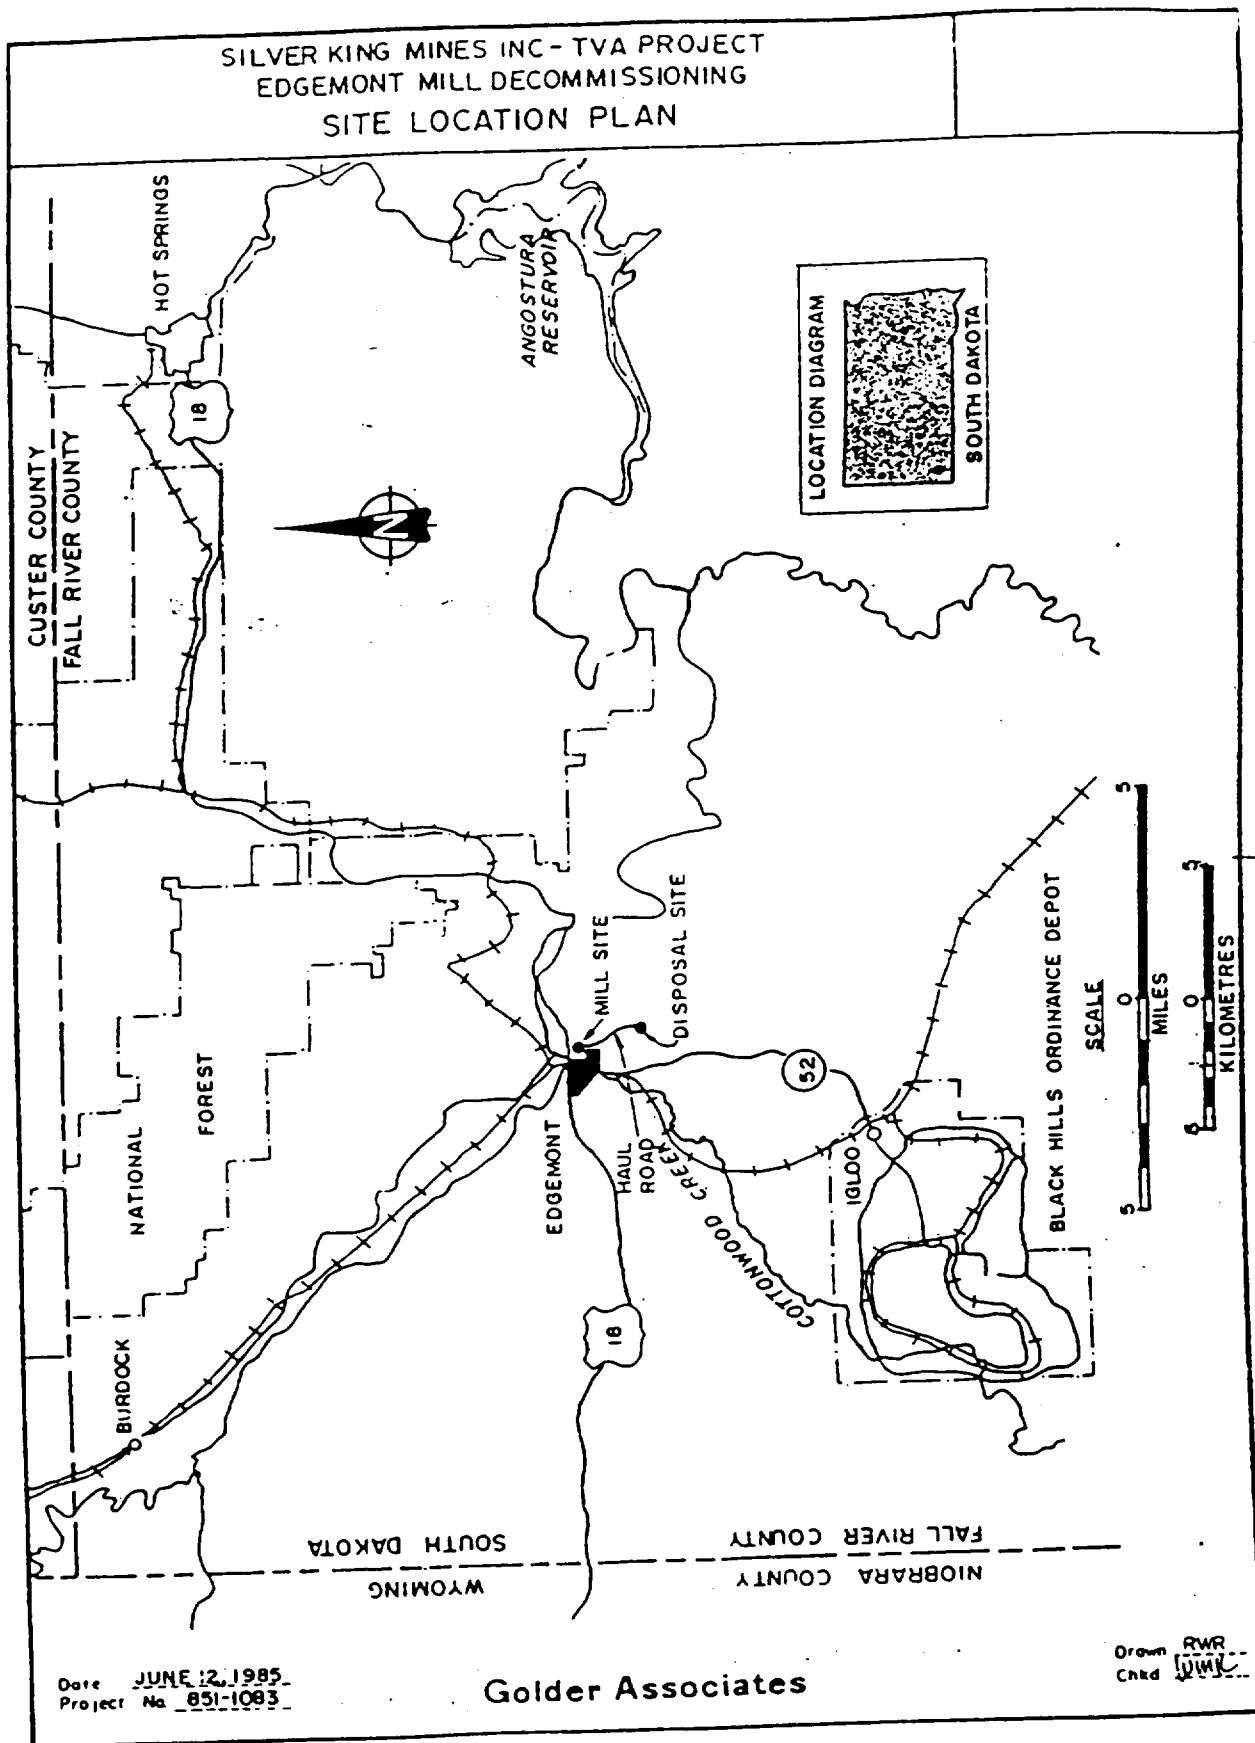 SILVER KING MINES INC - TVA PROJECT
EDGEMONT MILL DECOMMISSIONING
SITE LOCATION PLAN
CUSTER COUNTY
FALL RIVER COUNTY
HOT SPRINGS
18
ANGOSTURA
RESERVOIR
N
LOCATION DIAGRAM
SOUTH DAKOTA
NATIONAL
FOREST
BURDOCK
EDGEMONT
MILL SITE
DISPOSAL SITE
HAUL
ROAD
COTTONWOOD CREEK
52
18
IGLOO
BLACK HILLS ORDINANCE DEPOT
SCALE
5 0 5
MILES
5 0 5
KILOMETRES
SOUTH DAKOTA
WYOMING
FALL RIVER COUNTY
NIOBRARA COUNTY
Date JUNE 12, 1985
Project No 851-1083
Golder Associates
Drawn RWR
Chkd